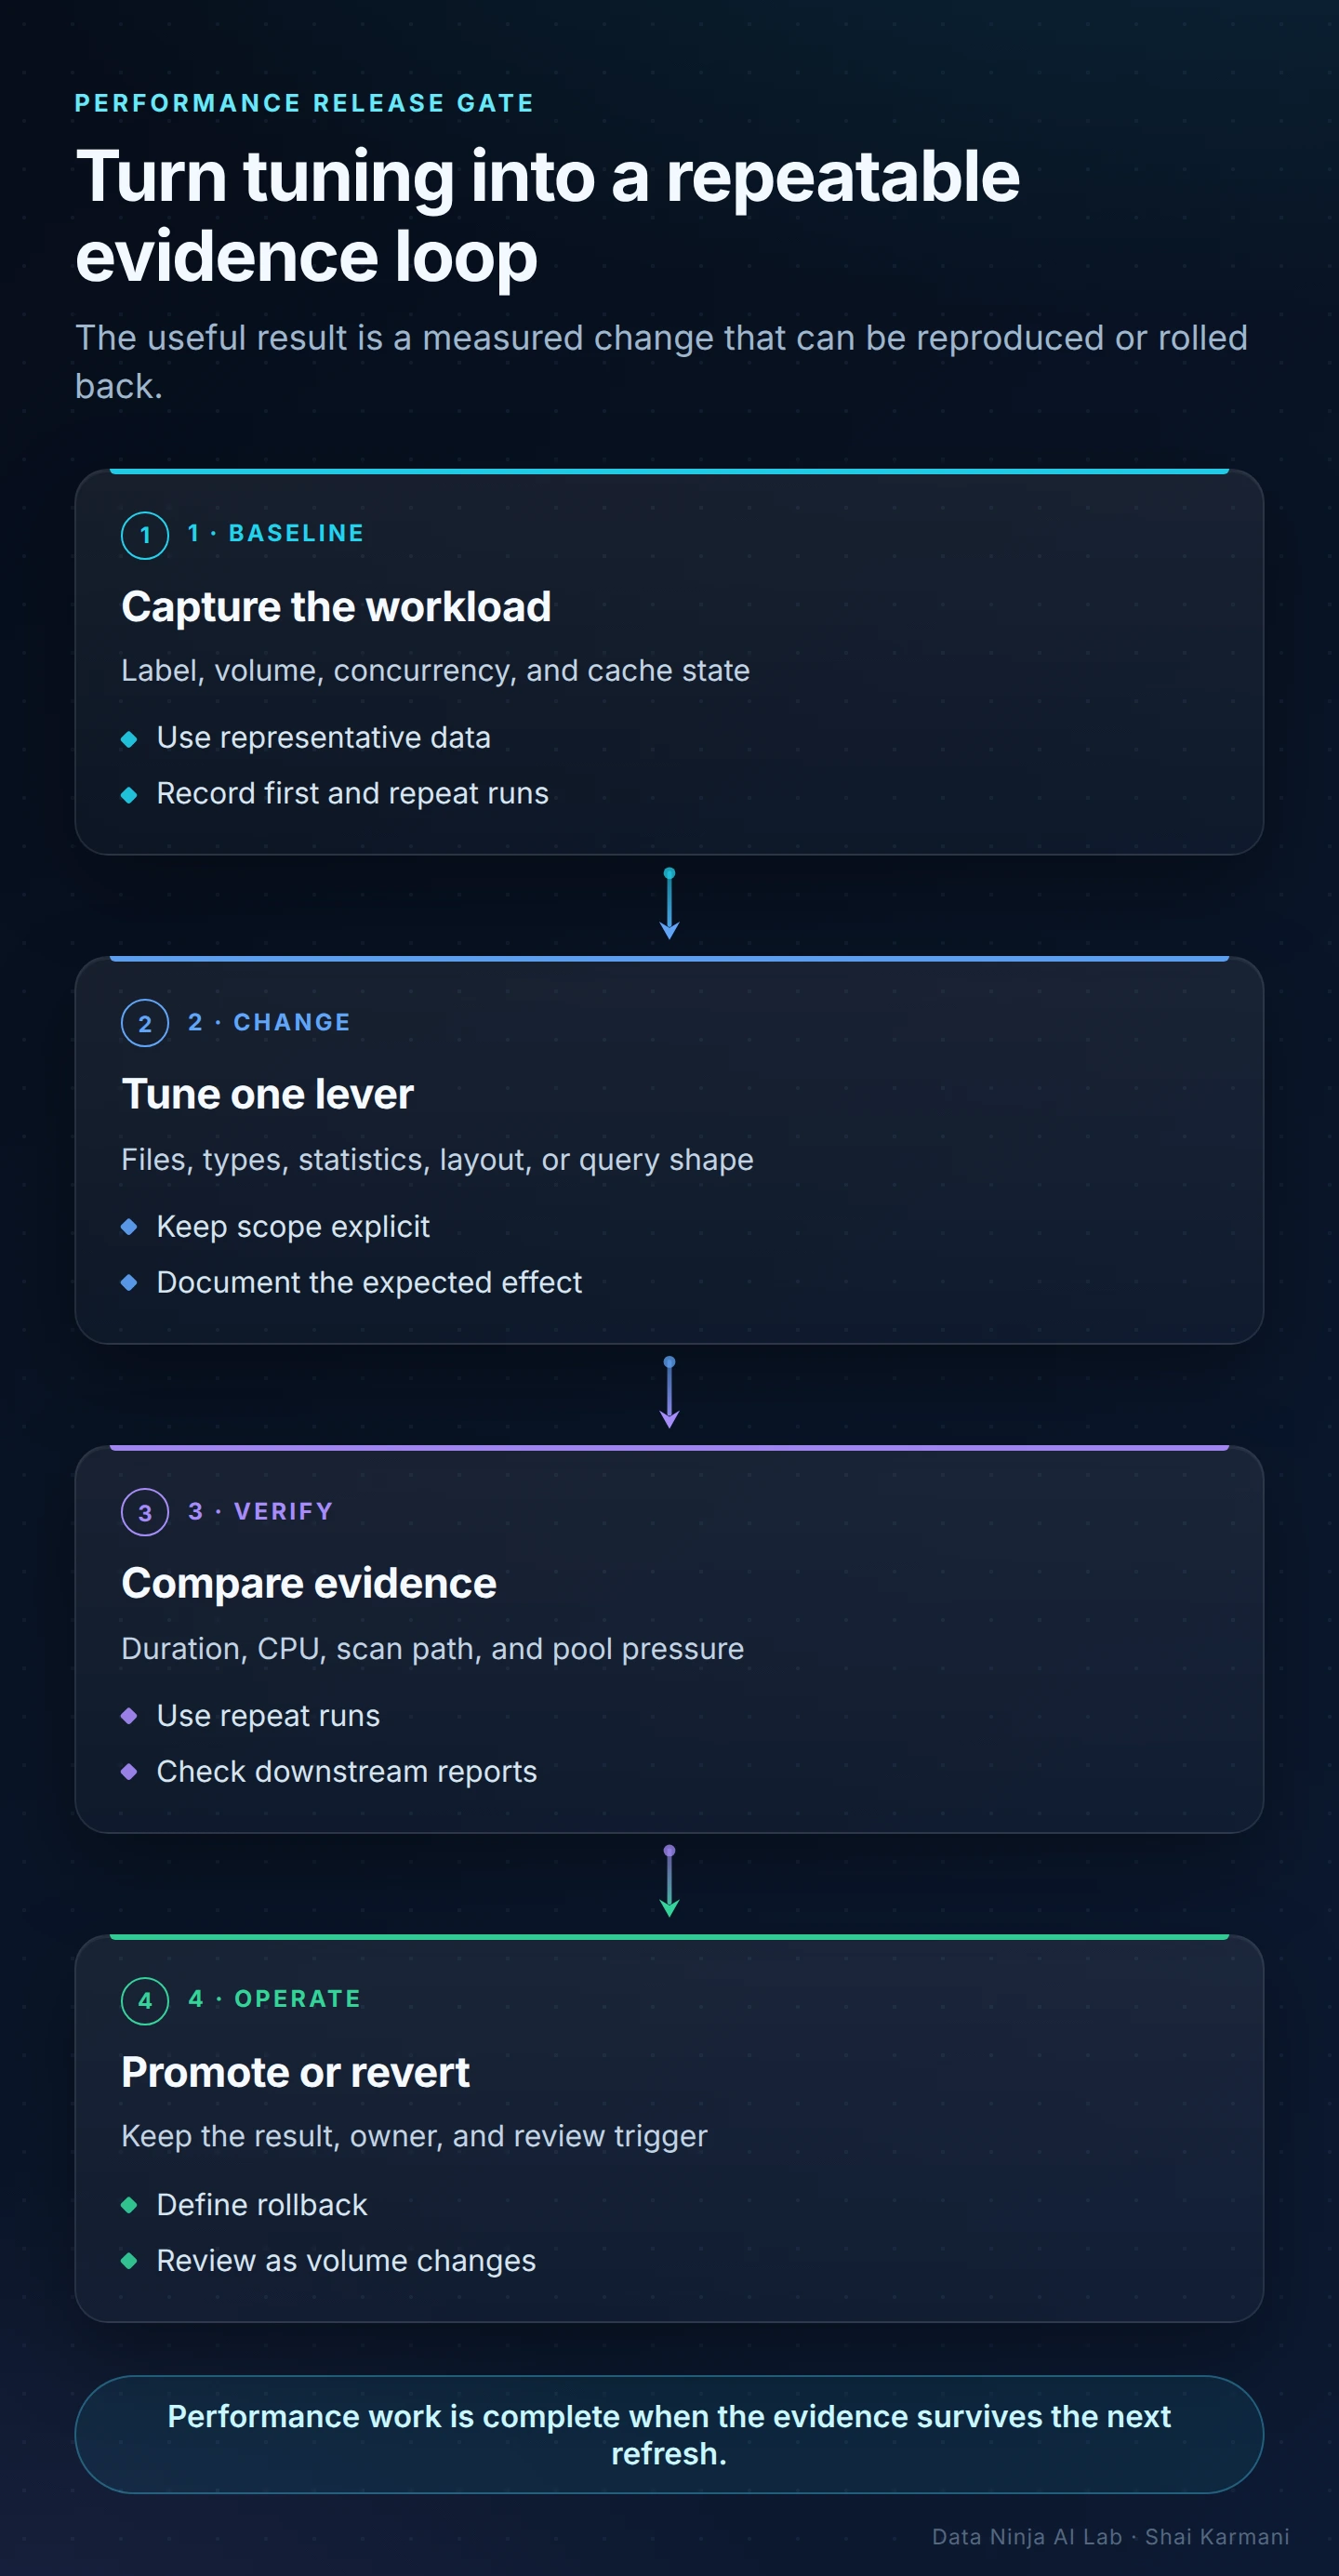 PERFORMANCE RELEASE GATE
Turn tuning into a repeatable
evidence loop
The useful result is a measured change that can be reproduced or rolled
back.
1 1 · BASELINE
Capture the workload
Label, volume, concurrency, and cache state
Use representative data
Record first and repeat runs
2 2 · CHANGE
Tune one lever
Files, types, statistics, layout, or query shape
Keep scope explicit
Document the expected effect
3 3 · VERIFY
Compare evidence
Duration, CPU, scan path, and pool pressure
Use repeat runs
Check downstream reports
4 4 · OPERATE
Promote or revert
Keep the result, owner, and review trigger
Define rollback
Review as volume changes
Performance work is complete when the evidence survives the next
refresh.
Data Ninja AI Lab · Shai Karmani